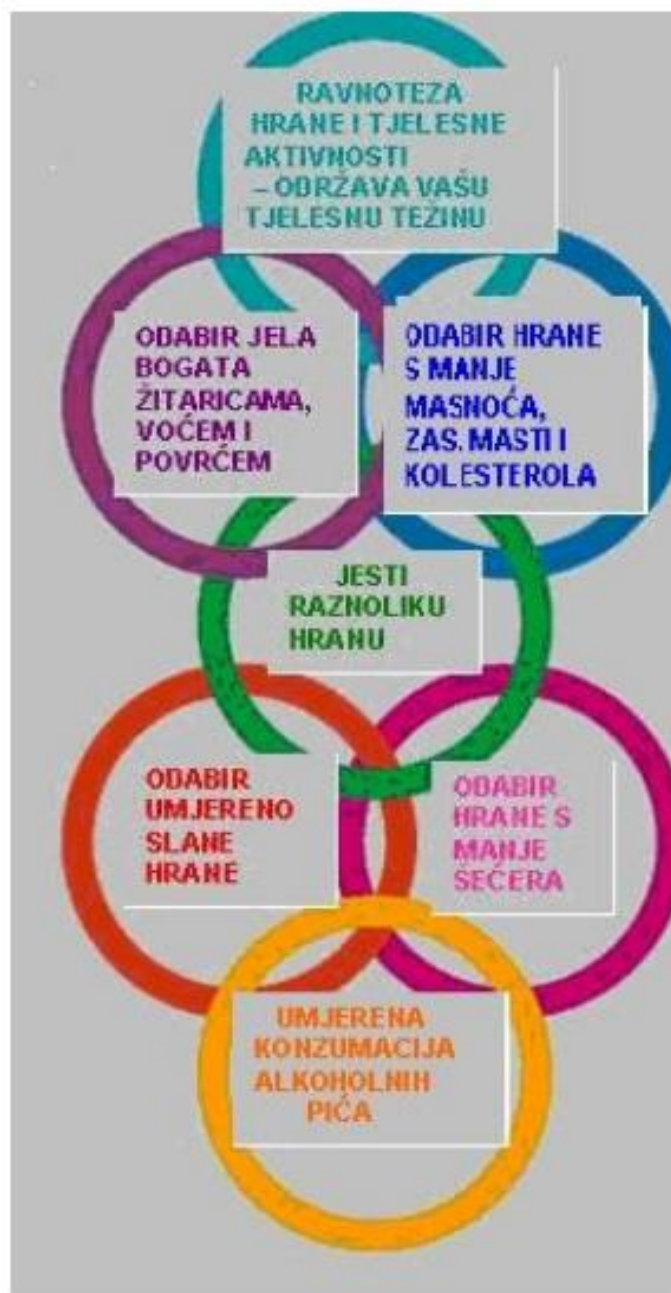 RAVNOTEZA
HRANE I TJELESNE
AKTIVNOSTI
– ODRŽAVA VAŠU
TJELESNU TEŽINU
ODABIR JELA
BOGATA
ŽITARICAMA,
VOĆEM I
POVRĆEM
ODABIR HRANE
S MANJE
MASNOĆA,
ZAS. MASTI I
KOLESTEROLA
JESTI
RAZNOLIKU
HRANU
ODABIR
UMJERENO
SLANE
HRANE
ODABIR
HRANE S
MANJE
ŠEĆERA
UMJERENA
KONZUMACIJA
ALKOHOLNIH
PIĆA